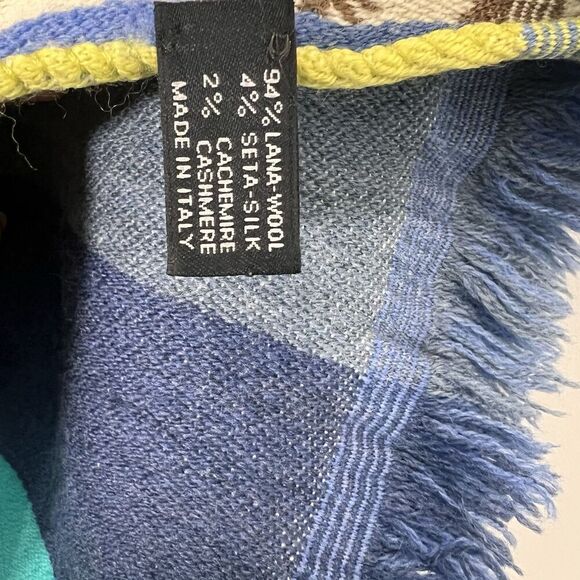 94% LANA-WOOL
4% SETA-SILK
2% CACHEMIRE
CASHMERE
MADE IN ITALY